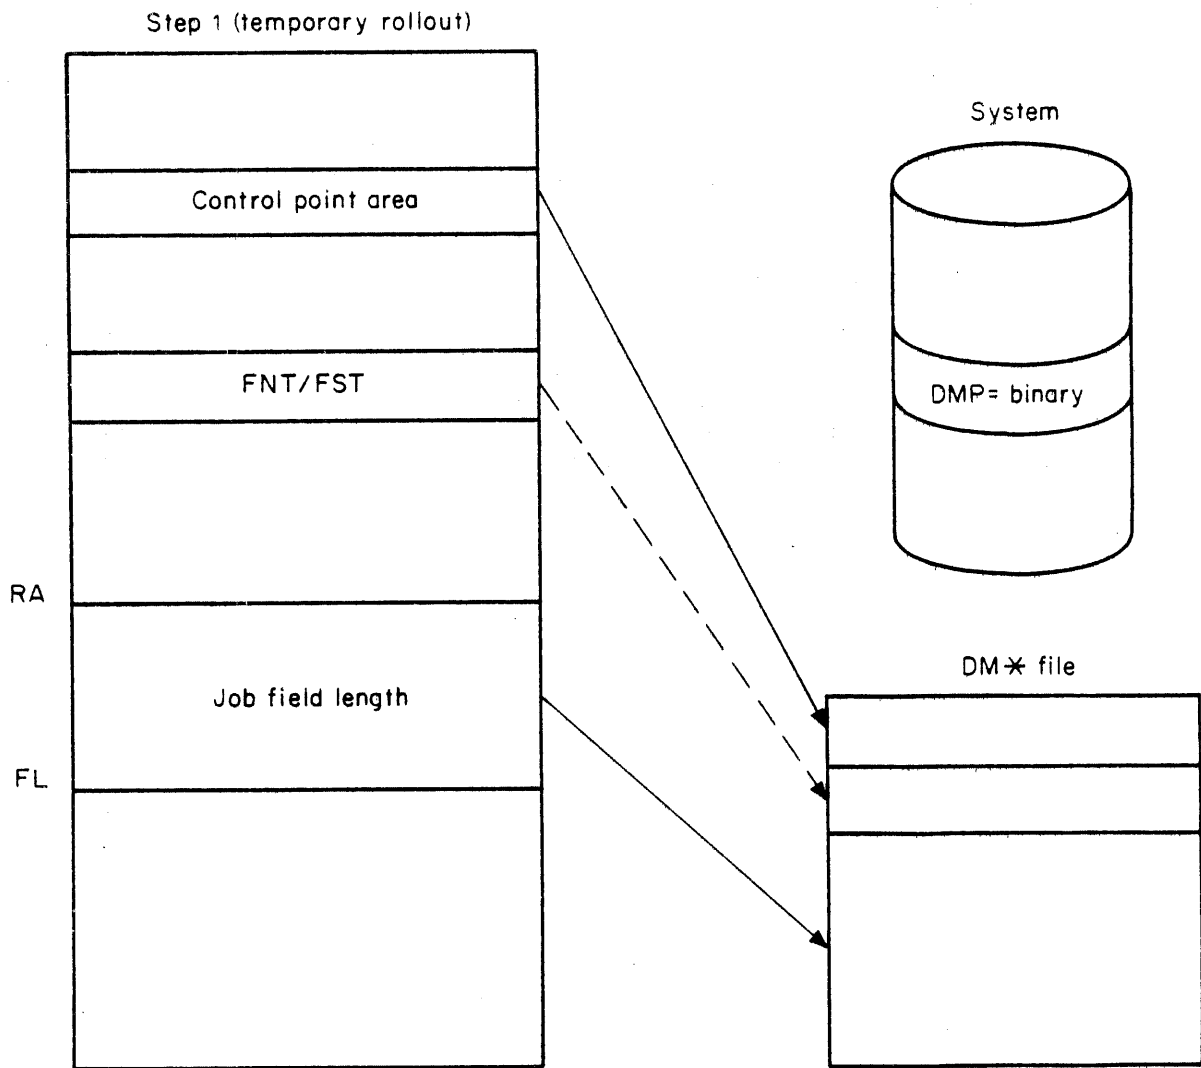 Step 1 (temporary rollout)
System
Control point area
FNT/FST
DMP= binary
RA
Job field length
DM* file
FL